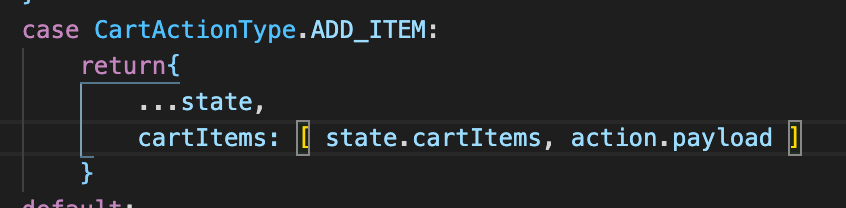 case CartActionType.ADD_ITEM:
return{
...state,
cartItems: [ state.cartItems, action.payload ]
}
default: